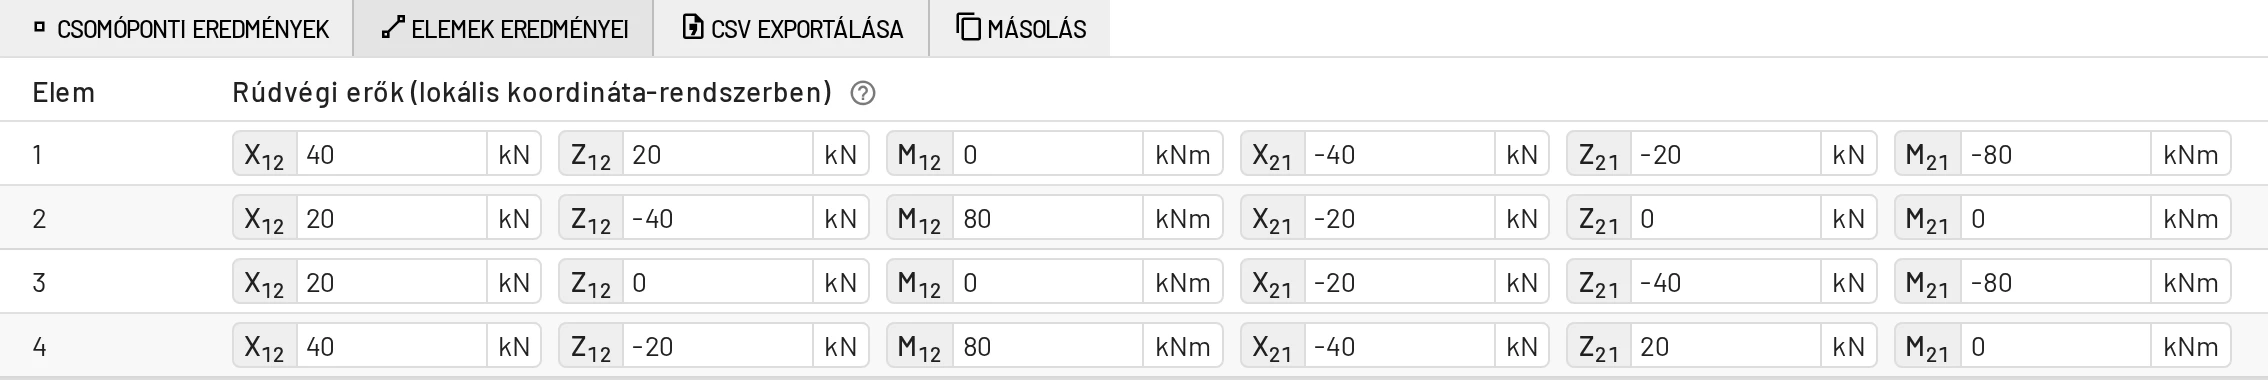 CSOMÓPONTI EREDMÉNYEK ELEMEK EREDMÉNYEI CSV EXPORTÁLÁSA MÁSOLÁS
Elem Rúdvégi erők (lokális koordináta-rendszerben) ?
1 X12 40 kN Z12 20 kN M12 0 kNm X21 -40 kN Z21 -20 kN M21 -80 kNm
2 X12 20 kN Z12 -40 kN M12 80 kNm X21 -20 kN Z21 0 kN M21 0 kNm
3 X12 20 kN Z12 0 kN M12 0 kNm X21 -20 kN Z21 -40 kN M21 -80 kNm
4 X12 40 kN Z12 -20 kN M12 80 kNm X21 -40 kN Z21 20 kN M21 0 kNm